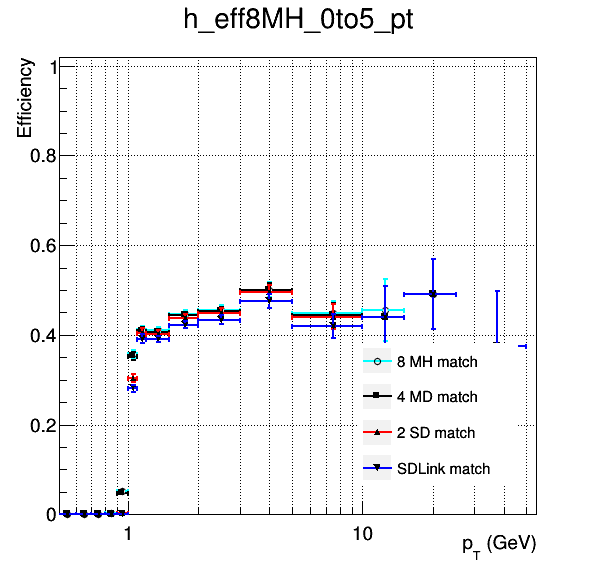 h_eff8MH_0to5_pt
Efficiency
1
0.8
0.6
0.4
0.2
0
8 MH match
4 MD match
2 SD match
SDLink match
1
10
p_T (GeV)